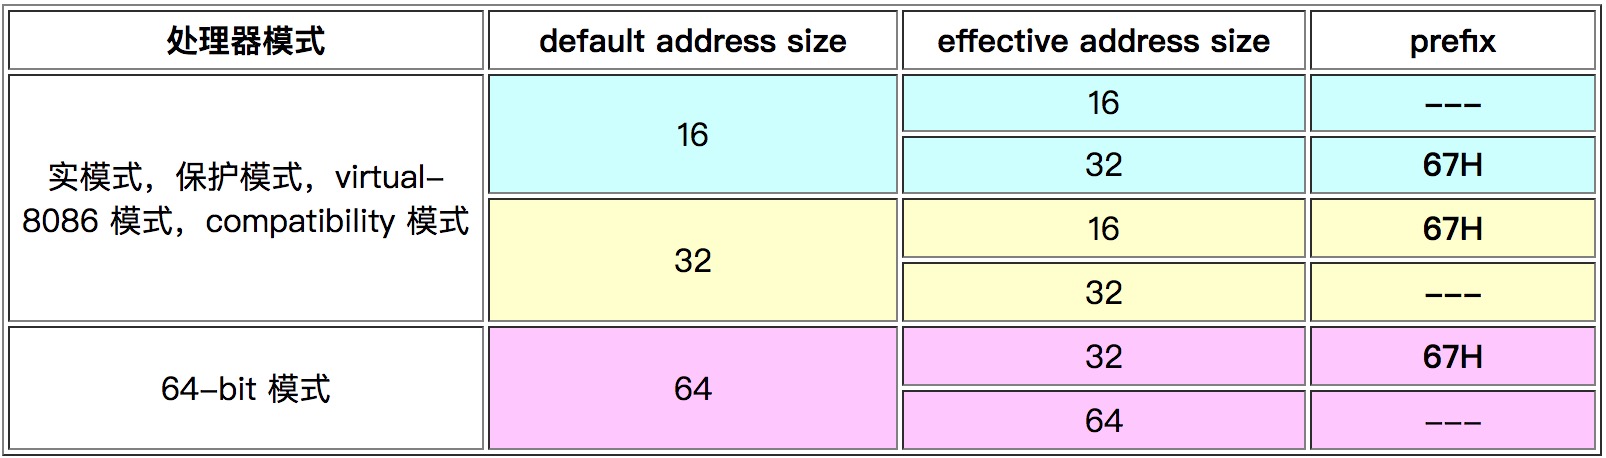 处理器模式 default address size effective address size prefix
实模式，保护模式，virtual-
8086 模式，compatibility 模式
16
16 ---
32 67H
32
16 67H
32 ---
64-bit 模式
64
32 67H
64 ---